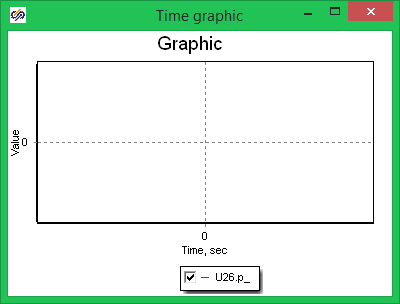 Time graphic
Graphic
Value
0
0
Time, sec
U26.p_